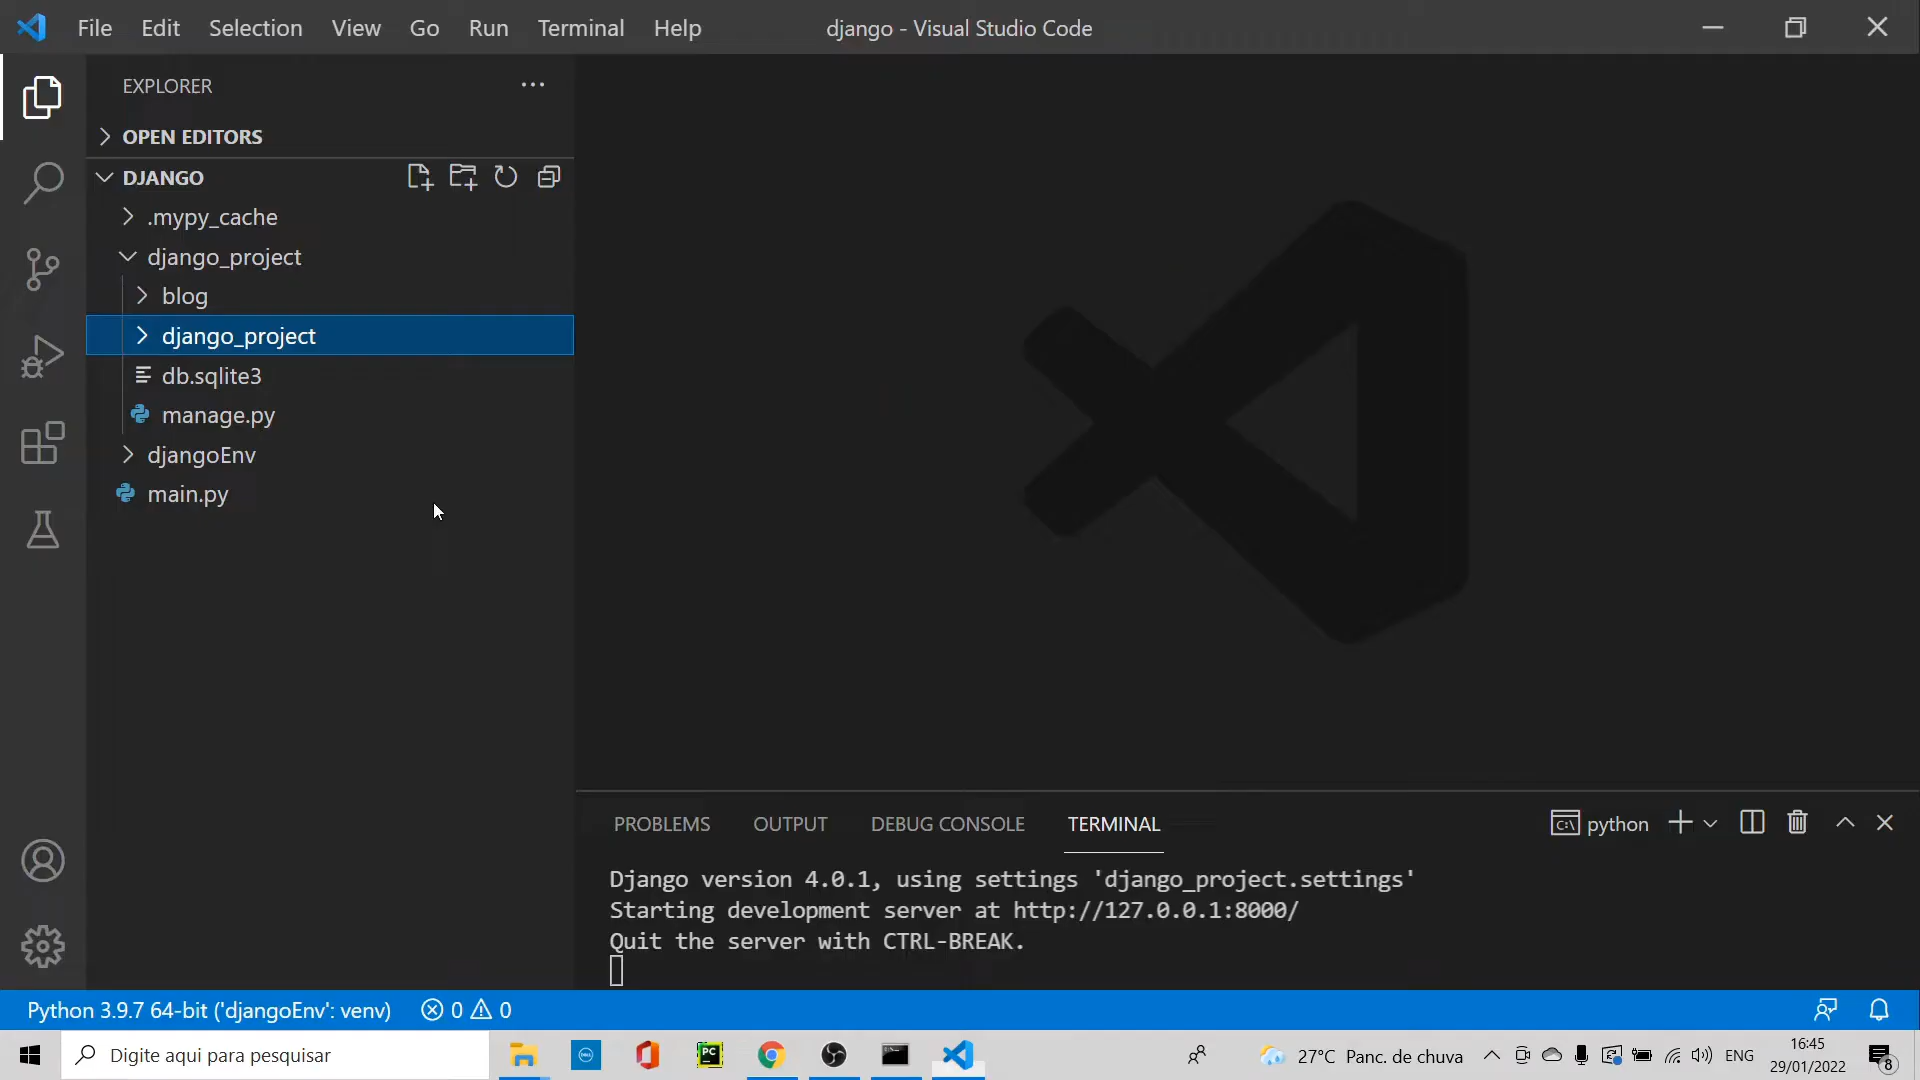 File Edit Selection View Go Run Terminal Help
django - Visual Studio Code
EXPLORER
OPEN EDITORS
DJANGO
.mypy_cache
django_project
blog
django_project
db.sqlite3
manage.py
djangoEnv
main.py
PROBLEMS OUTPUT DEBUG CONSOLE TERMINAL
python
Django version 4.0.1, using settings 'django_project.settings'
Starting development server at http://127.0.0.1:8000/
Quit the server with CTRL-BREAK.
Python 3.9.7 64-bit ('djangoEnv': venv) 0 0
Digite aqui para pesquisar
PC
27°C Panc. de chuva
ENG
16:45
29/01/2022
8